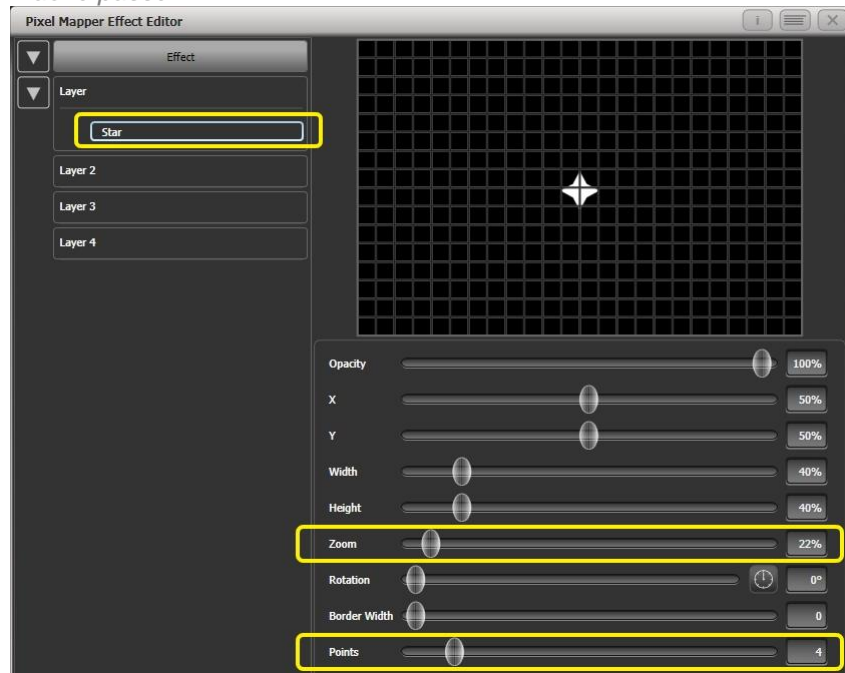 Pixel Mapper Effect Editor
i
Effect
Layer
Star
Layer 2
Layer 3
Layer 4
Opacity 100%
X 50%
Y 50%
Width 40%
Height 40%
Zoom 22%
Rotation 0°
Border Width 0
Points 4